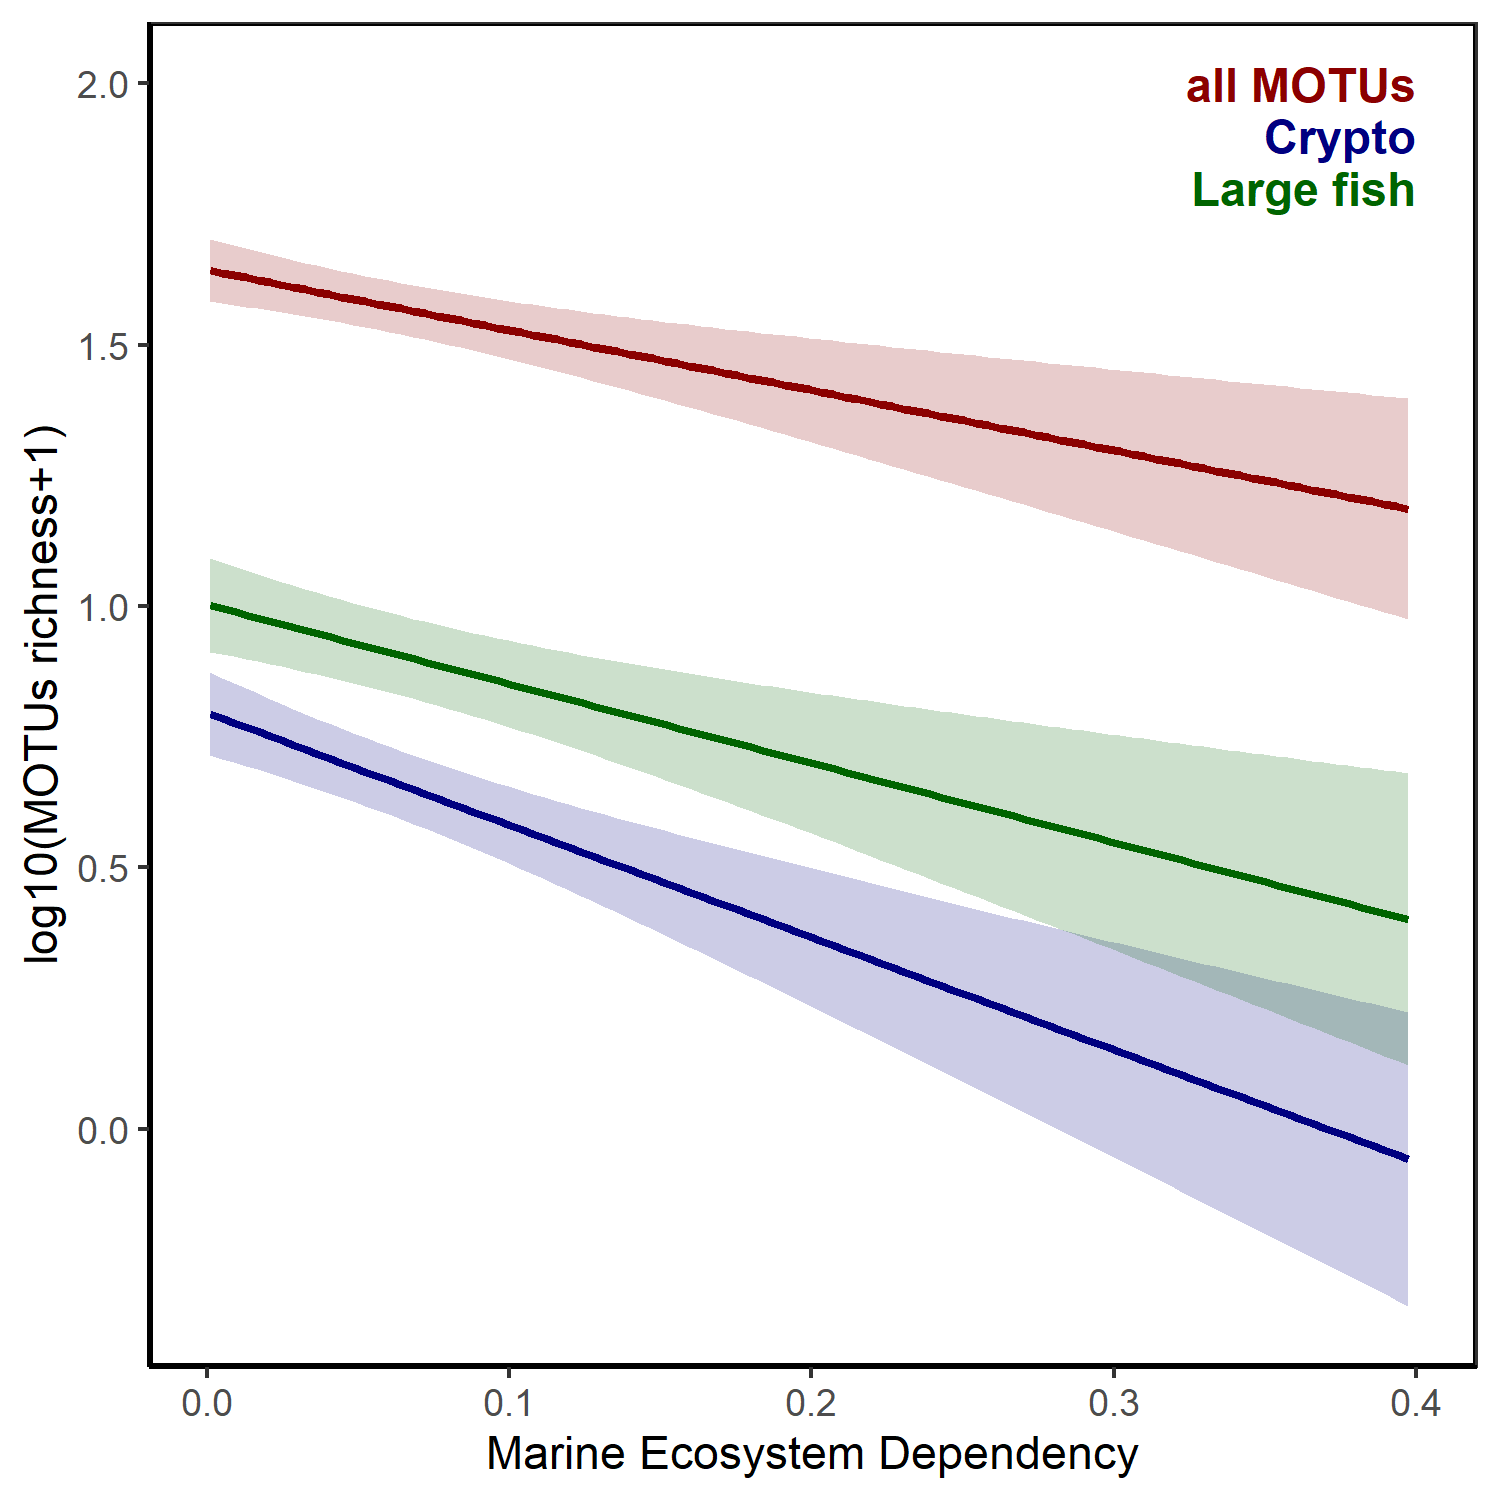 all MOTUs
Crypto
Large fish
log10(MOTUs richness+1)
2.0
1.5
1.0
0.5
0.0
0.0 0.1 0.2 0.3 0.4
Marine Ecosystem Dependency